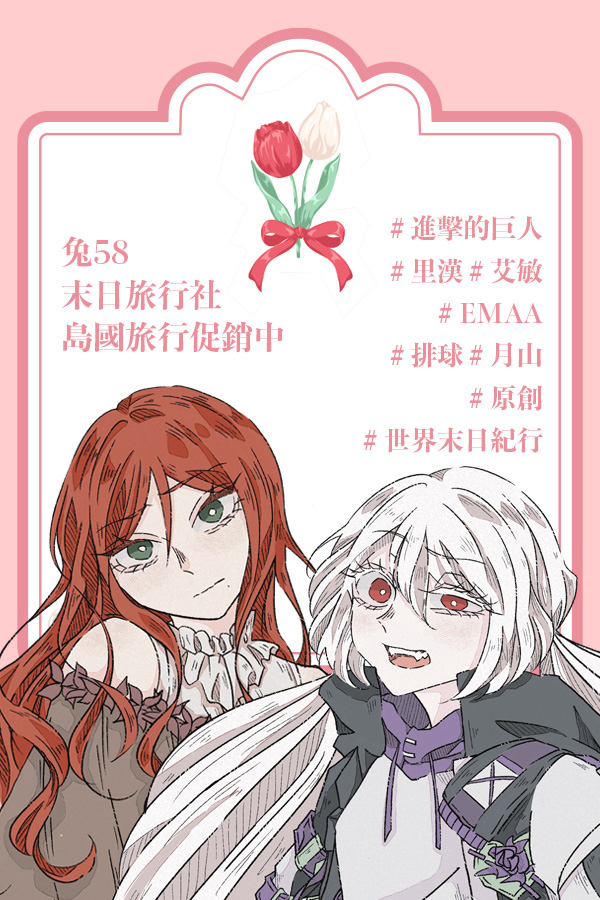 兔58
末日旅行社
島國旅行促銷中
# 進擊的巨人
# 里漢 # 艾敏
# EMAA
# 排球 # 月山
# 原創
# 世界末日紀行